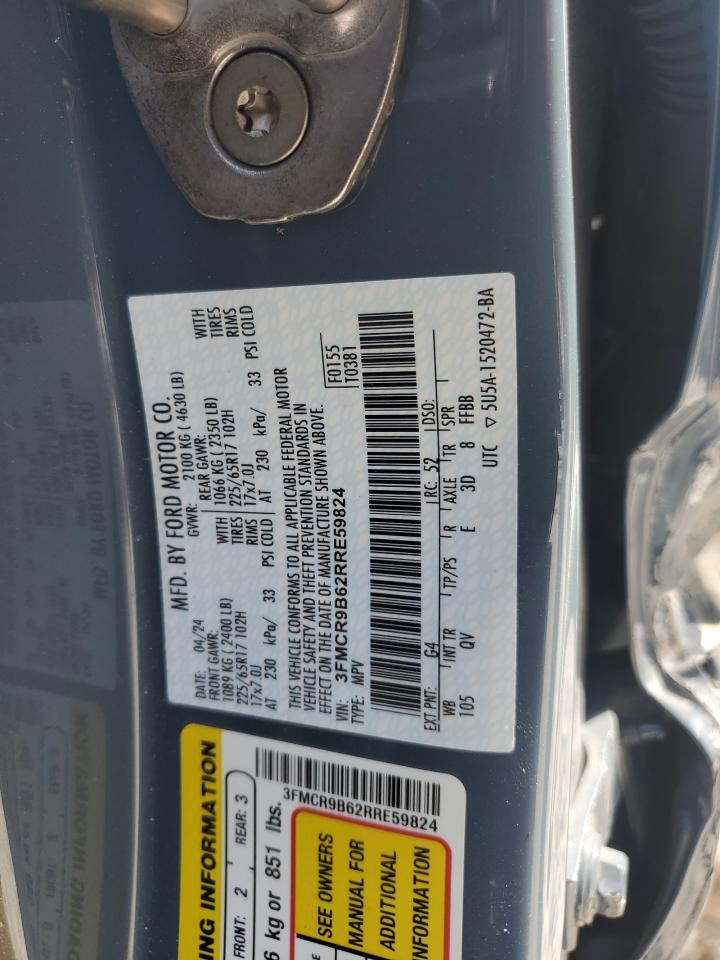 MFD. BY FORD MOTOR CO.
DATE: 04/24 GVWR: 2100 KG ( 4630 LB)
FRONT GAWR: REAR GAWR:
1089 KG ( 2400 LB) WITH 1066 KG ( 2350 LB) WITH
225/65R17 102H TIRES 225/65R17 102H TIRES
17x7.0J RIMS 17x7.0J RIMS
AT 230 kPa/ 33 PSI COLD AT 230 kPa/ 33 PSI COLD
THIS VEHICLE CONFORMS TO ALL APPLICABLE FEDERAL MOTOR
VEHICLE SAFETY AND THEFT PREVENTION STANDARDS IN
EFFECT ON THE DATE OF MANUFACTURE SHOWN ABOVE.
VIN: 3FMCR9B62RRE59824 F0155
TYPE: MPV T0381
EXT PNT: G4 RC: 52 DSO:
WB INT TR TP/PS R AXLE TR SPR
105 QV E 3D 8 FFBB
UTC ▽ 5U5A-1520472-BA
ING INFORMATION
FRONT: 2 REAR: 3
6 kg or 851 lbs.
3FMCR9B62RRE59824
SEE OWNERS
MANUAL FOR
ADDITIONAL
INFORMATION